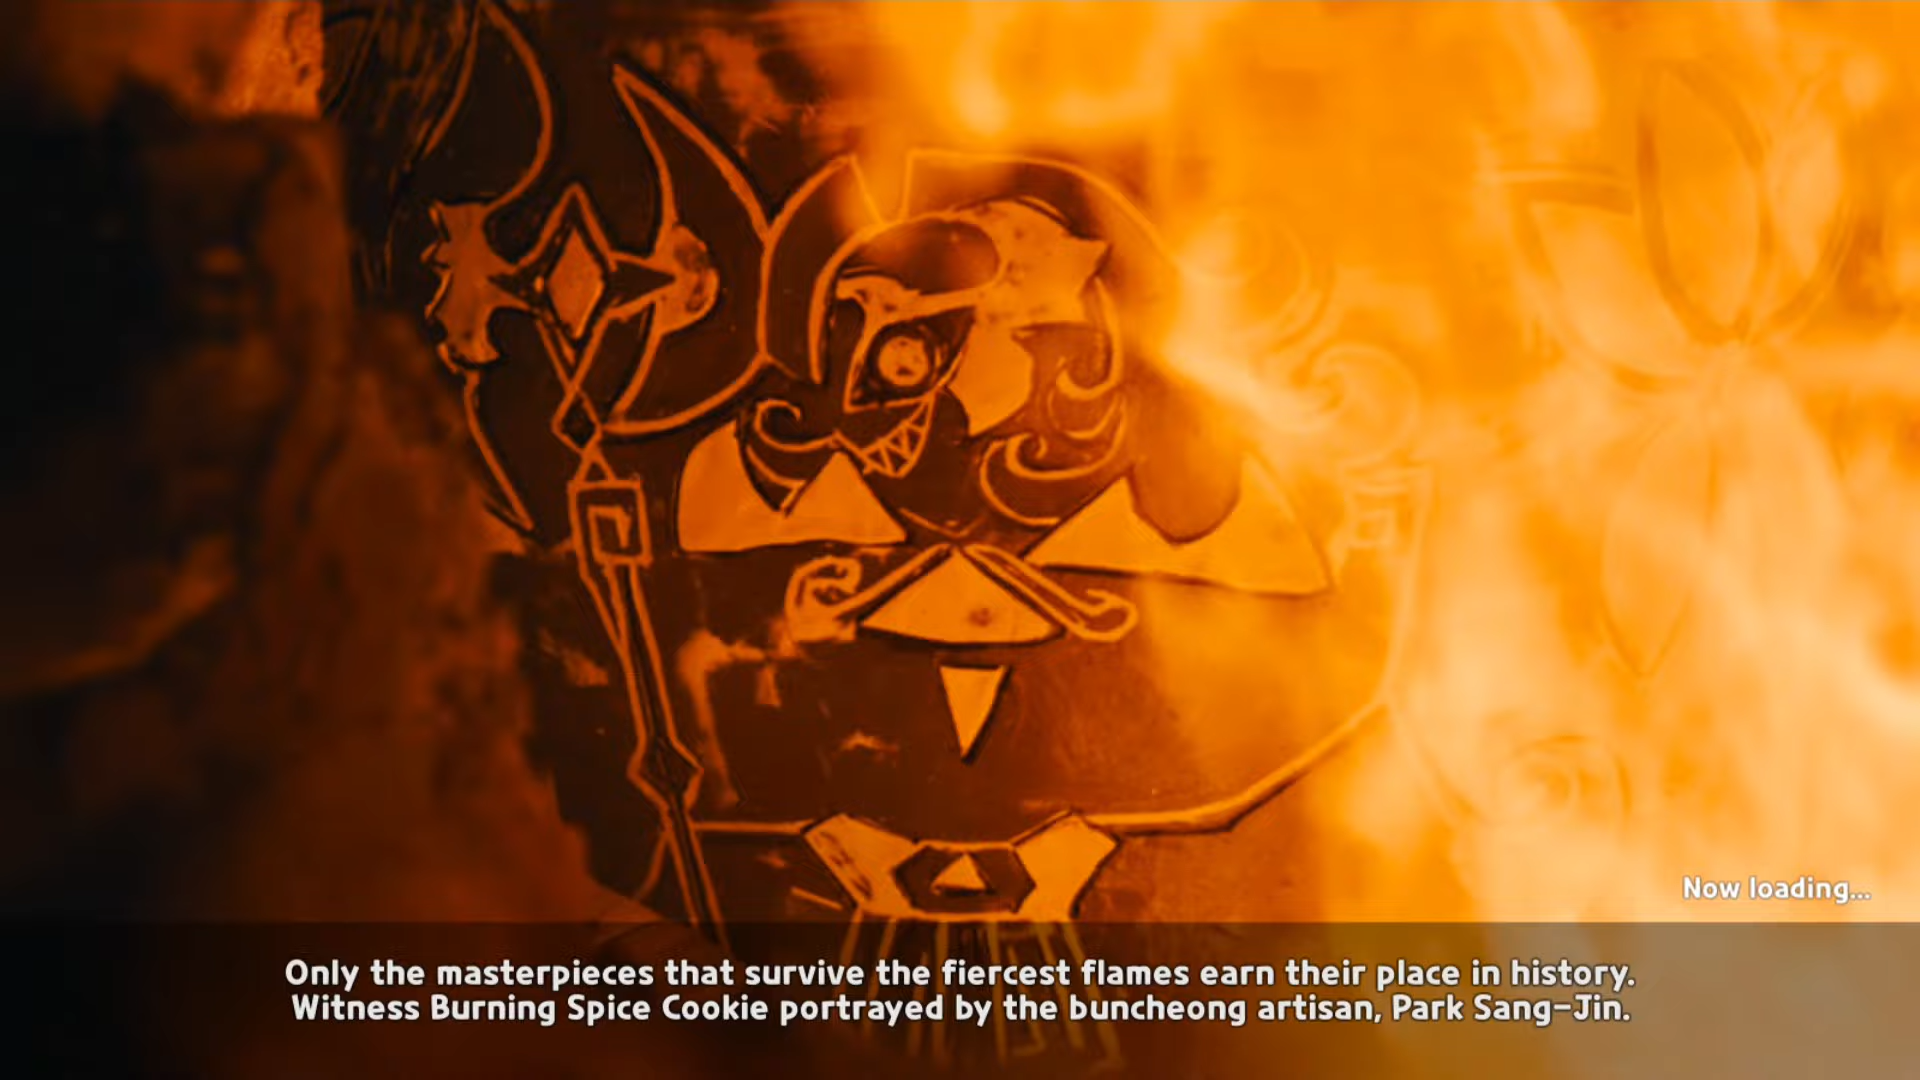 Now loading...
Only the masterpieces that survive the fiercest flames earn their place in history.
Witness Burning Spice Cookie portrayed by the buncheong artisan, Park Sang-Jin.